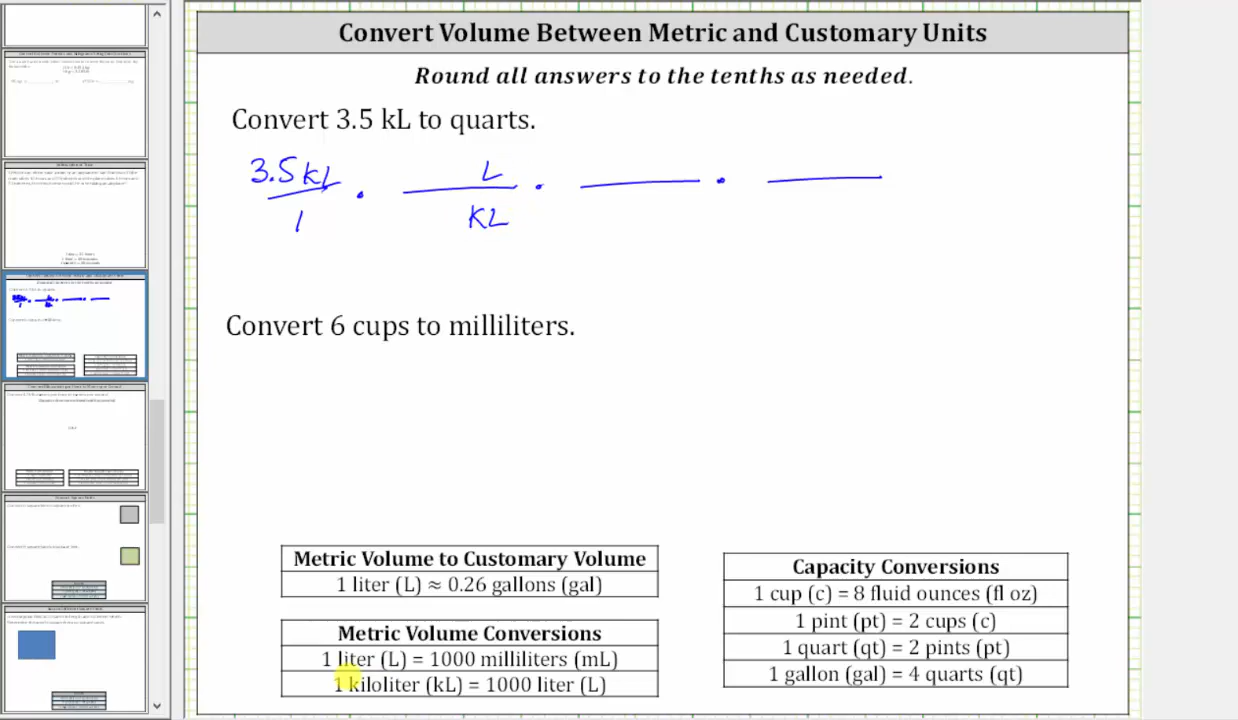 Convert Volume Between Metric and Customary Units
Round all answers to the tenths as needed.
Convert 3.5 kL to quarts.
3.5 kL L
1 KL
Convert 6 cups to milliliters.
Metric Volume to Customary Volume
1 liter (L) ≈ 0.26 gallons (gal)
Metric Volume Conversions
1 liter (L) = 1000 milliliters (mL)
1 kiloliter (kL) = 1000 liter (L)
Capacity Conversions
1 cup (c) = 8 fluid ounces (fl oz)
1 pint (pt) = 2 cups (c)
1 quart (qt) = 2 pints (pt)
1 gallon (gal) = 4 quarts (qt)